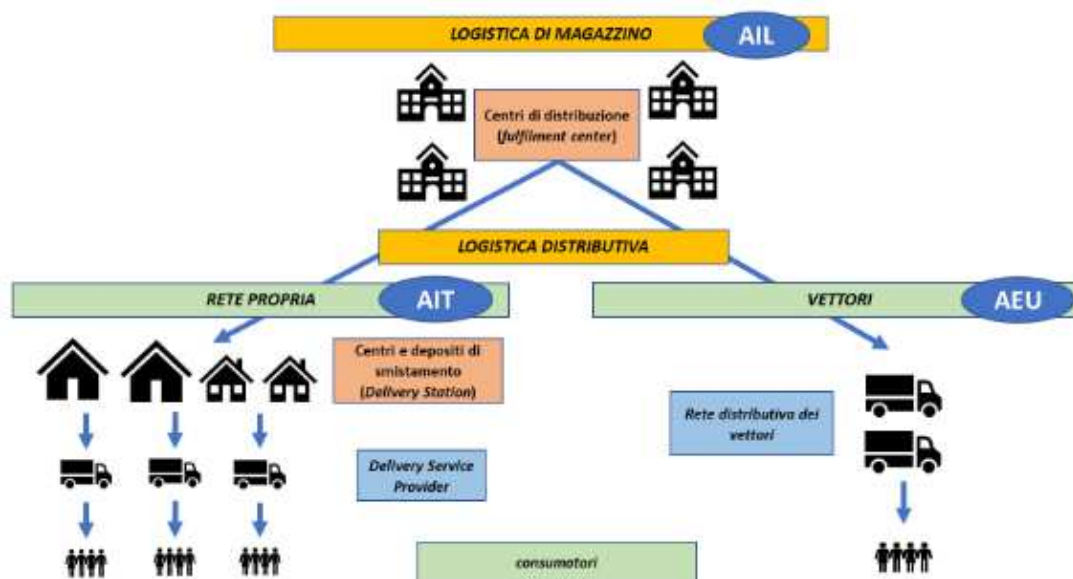 LOGISTICA DI MAGAZZINO
AIL
Centri di distribuzione
(fulfilment center)
LOGISTICA DISTRIBUTIVA
RETE PROPRIA
AIT
VETTORI
AEU
Centri e depositi di
smistamento
(Delivery Station)
Rete distributiva dei
vettori
Delivery Service
Provider
consumatori